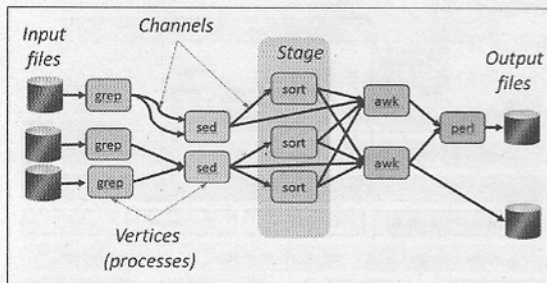 Input
files
Channels
Stage
Output
files
grep
sort
sed
awk
perl
grep
sort
sed
awk
grep
sort
Vertices
(processes)